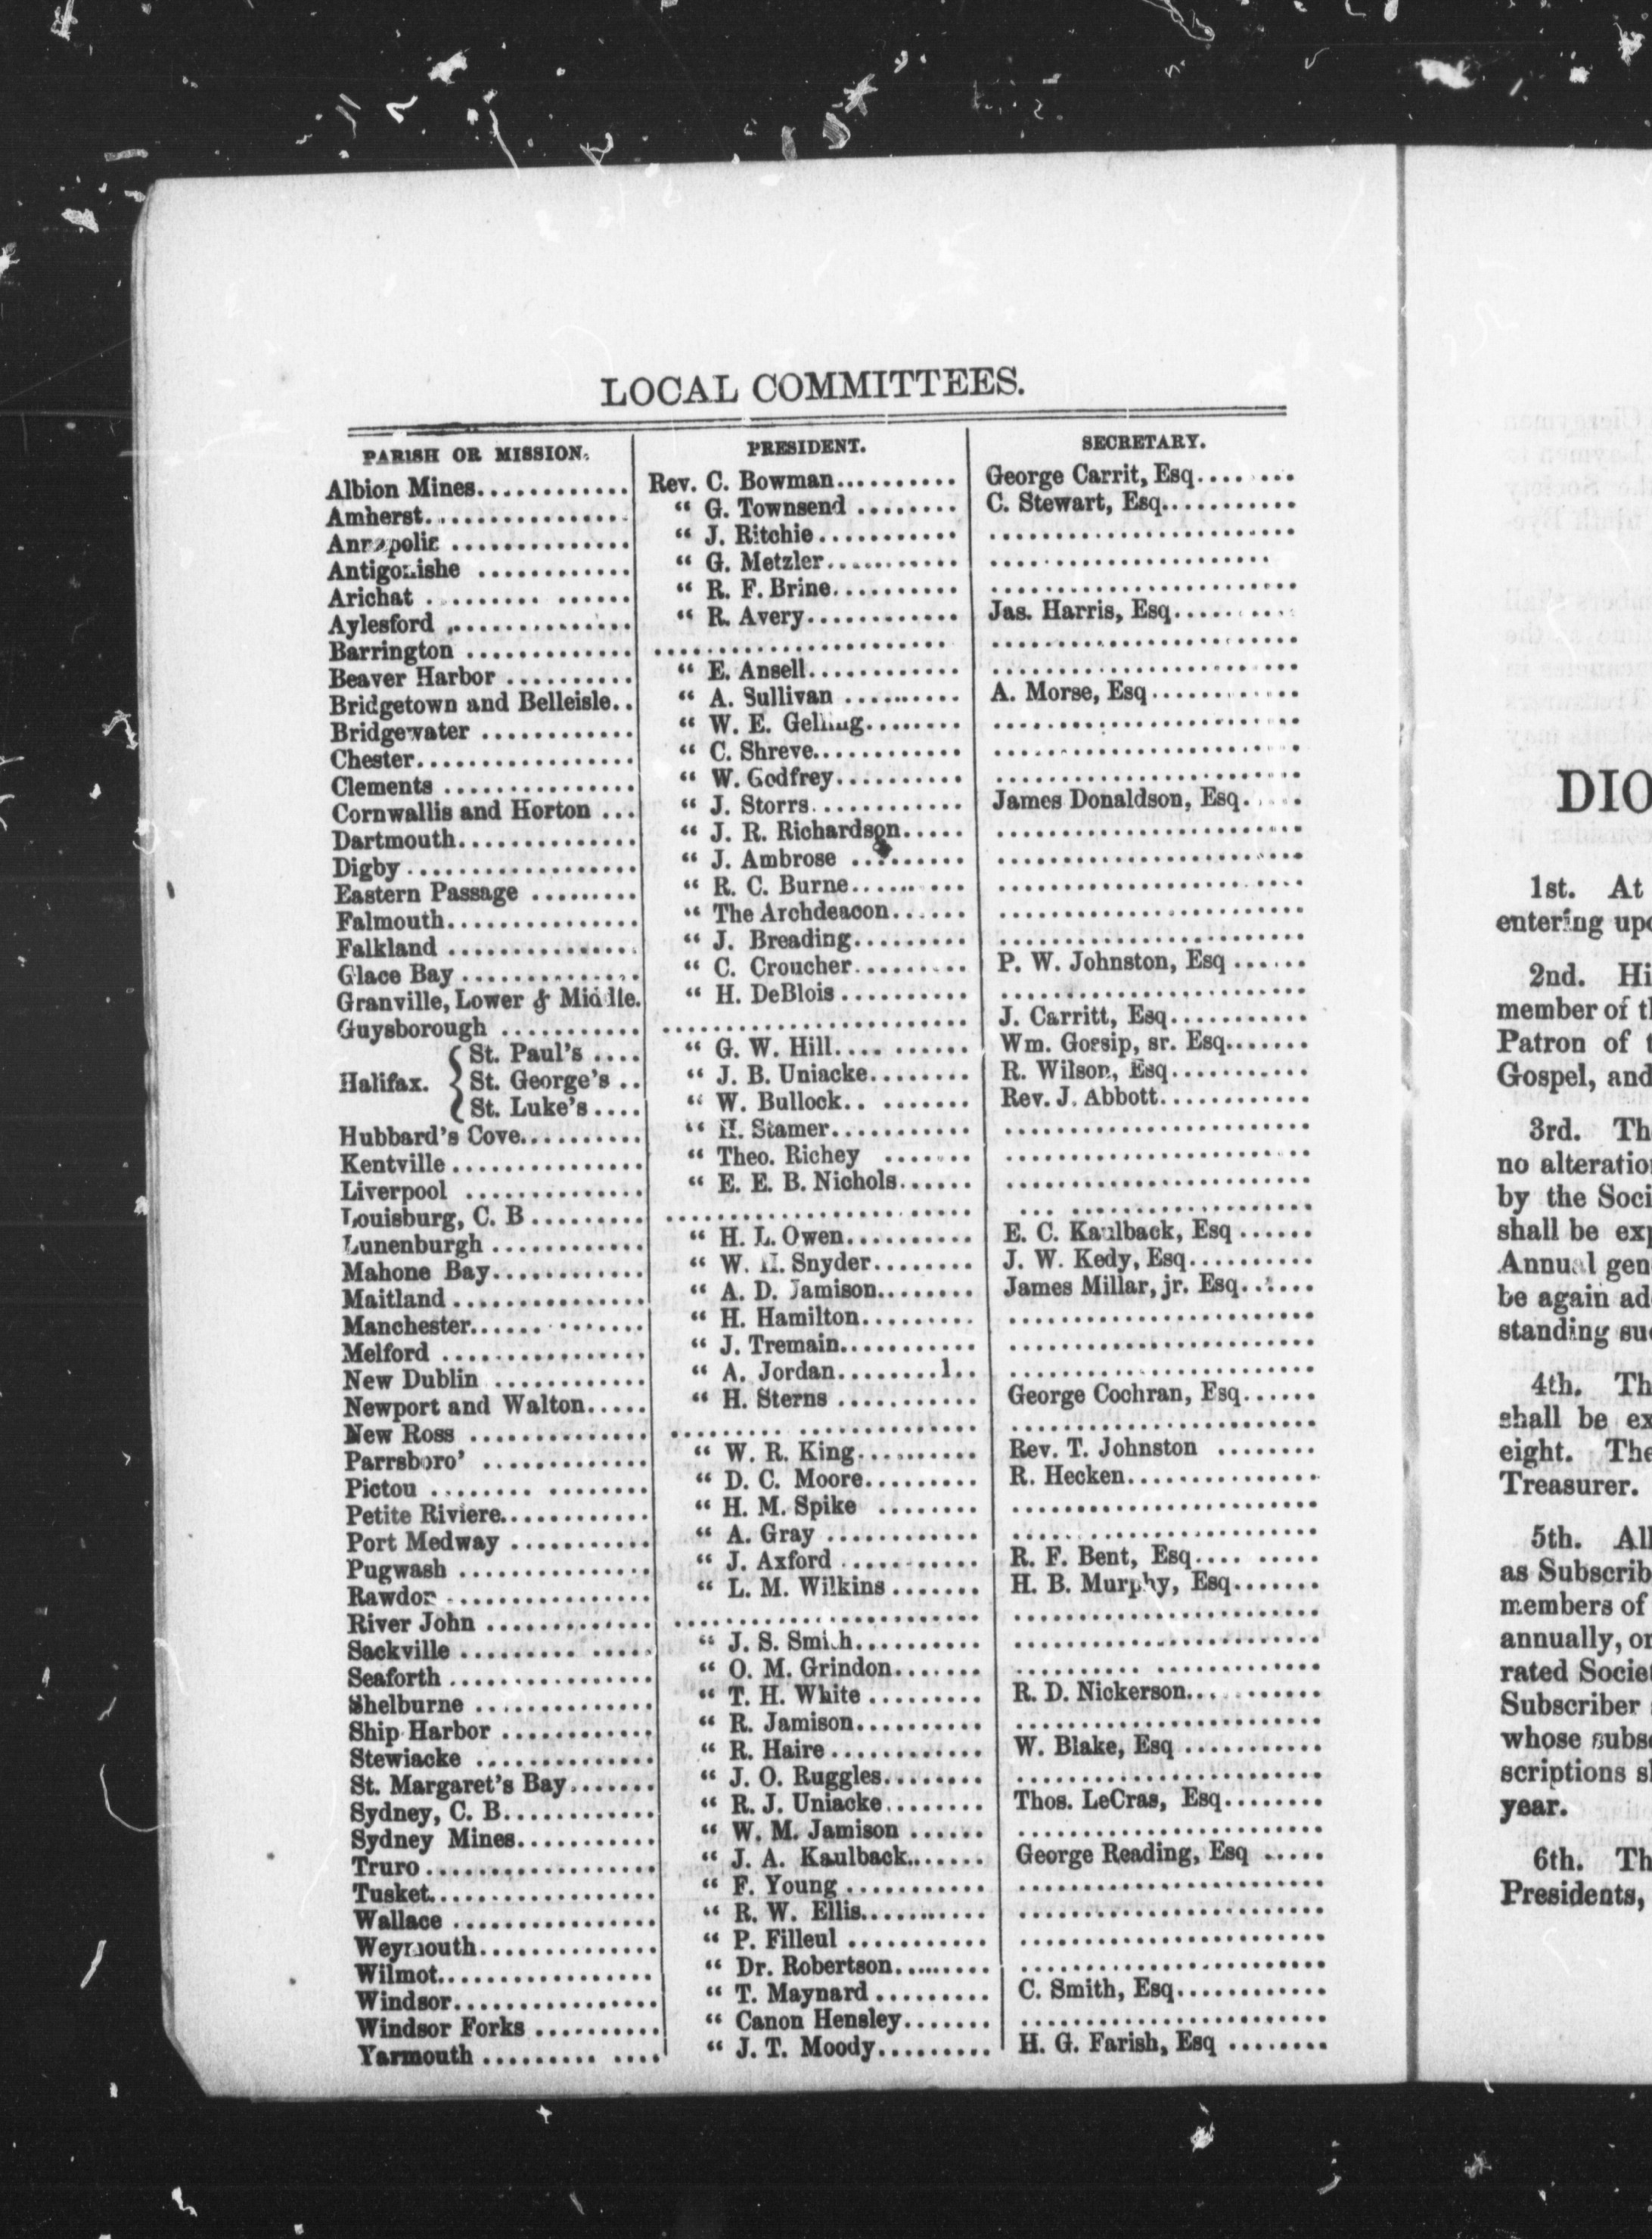 LOCAL COMMITTEES.
PARISH OR MISSION. PRESIDENT. SECRETARY.
Albion Mines............ Rev. C. Bowman.......... George Carrit, Esq........
Amherst................ “ G. Townsend ........ C. Stewart, Esq...........
Annapolis .............. “ J. Ritchie........... ........................
Antigonishe ............ “ G. Metzler........... ......................
Arichat ......... ...... “ R. F. Brine.......... ........................
Aylesford .............. “ R. Avery............ Jas. Harris, Esq..........
Barrington ............. ........................ ........................
Beaver Harbor .......... “ E. Ansell............ ........................
Bridgetown and Belleisle.. “ A. Sullivan .......... A. Morse, Esq............
Bridgewater ............ “ W. E. Gelling........ ........................
Chester................. “ C. Shreve............ ........................
Clements ............... “ W. Godfrey.......... ........................
Cornwallis and Horton ... “ J. Storrs............ James Donaldson, Esq.....
Dartmouth.............. “ J. R. Richardson..... ........................
Digby.................. “ J. Ambrose ......... ........................
Eastern Passage ......... “ R. C. Burne...... ... ........................
Falmouth............... “ The Archdeacon...... ........................
Falkland ............... “ J. Breading......... ........................
Glace Bay.............. “ C. Croucher......... P. W. Johnston, Esq ......
Granville, Lower & Middle. “ H. DeBlois.......... ........................
Guysborough ........... ........................ J. Carritt, Esq...........
Halifax. { St. Paul's .... “ G. W. Hill.... ...... Wm. Gossip, sr. Esq.......
St. George's .. “ J. B. Uniacke........ R. Wilson, Esq...........
St. Luke's.... “ W. Bullock.. ....... Rev. J. Abbott............
Hubbard's Cove.......... “ H. Stamer........... ........................
Kentville............... “ Theo. Richey ....... ........................
Liverpool .............. “ E. E. B. Nichols...... ........................
Louisburg, C. B......... ........................ ... ....................
Lunenburgh ............ “ H. L. Owen.......... E. C. Kaulback, Esq ......
Mahone Bay............ “ W. H. Snyder........ J. W. Kedy, Esq..........
Maitland ............... “ A. D. Jamison........ James Millar, jr. Esq......
Manchester...... ....... “ H. Hamilton......... ........................
Melford ................ “ J. Tremain........... ........................
New Dublin ............ “ A. Jordan........1.. ........................
Newport and Walton..... “ H. Sterns ........... George Cochran, Esq......
New Ross .............. ......... .............. ........................
Parrsboro' ............. “ W. R. King.......... Rev. T. Johnston ........
Pictou ........ ........ “ D. C. Moore......... R. Hecken...............
Petite Riviere............ “ H. M. Spike ........ ........................
Port Medway ........... “ A. Gray ............ ........................
Pugwash ............... “ J. Axford ........... R. F. Bent, Esq.... .....
Rawdon ................ “ L. M. Wilkins ....... H. B. Murphy, Esq.......
River John ............. ........................ ........................
Sackville ......... ..... “ J. S. Smith.......... ........................
Seaforth ................ “ O. M. Grindon....... .......... .............
Shelburne .............. “ T. H. White ......... R. D. Nickerson...........
Ship Harbor ............ “ R. Jamison.......... ........................
Stewiacke .............. “ R. Haire............ W. Blake, Esq ...........
St. Margaret's Bay....... “ J. O. Ruggles........ ........................
Sydney, C. B............ “ R. J. Uniacke........ Thos. LeCras, Esq........
Sydney Mines........... “ W. M. Jamison ...... ........................
Truro.................. “ J. A. Kaulback....... George Reading, Esq .....
Tusket.................. “ F. Young ........... ........................
Wallace ................ “ R. W. Ellis.......... ........................
Weymouth.............. “ P. Filleul ........... ........................
Wilmot................. “ Dr. Robertson........ ........................
Windsor................ “ T. Maynard ......... C. Smith, Esq............
Windsor Forks .......... “ Canon Hensley....... ........................
Yarmouth ......... .... “ J. T. Moody......... H. G. Farish, Esq ........
DIO
1st. At
entering upo
2nd. Hi
member of th
Patron of t
Gospel, and
3rd. Th
no alteration
by the Soci
shall be exp
Annual gen
be again ad
standing su
4th. Th
shall be ex
eight. The
Treasurer.
5th. All
as Subscrib
members of
annually, or
rated Societ
Subscriber
whose subs
scriptions sh
year.
6th. Th
Presidents,